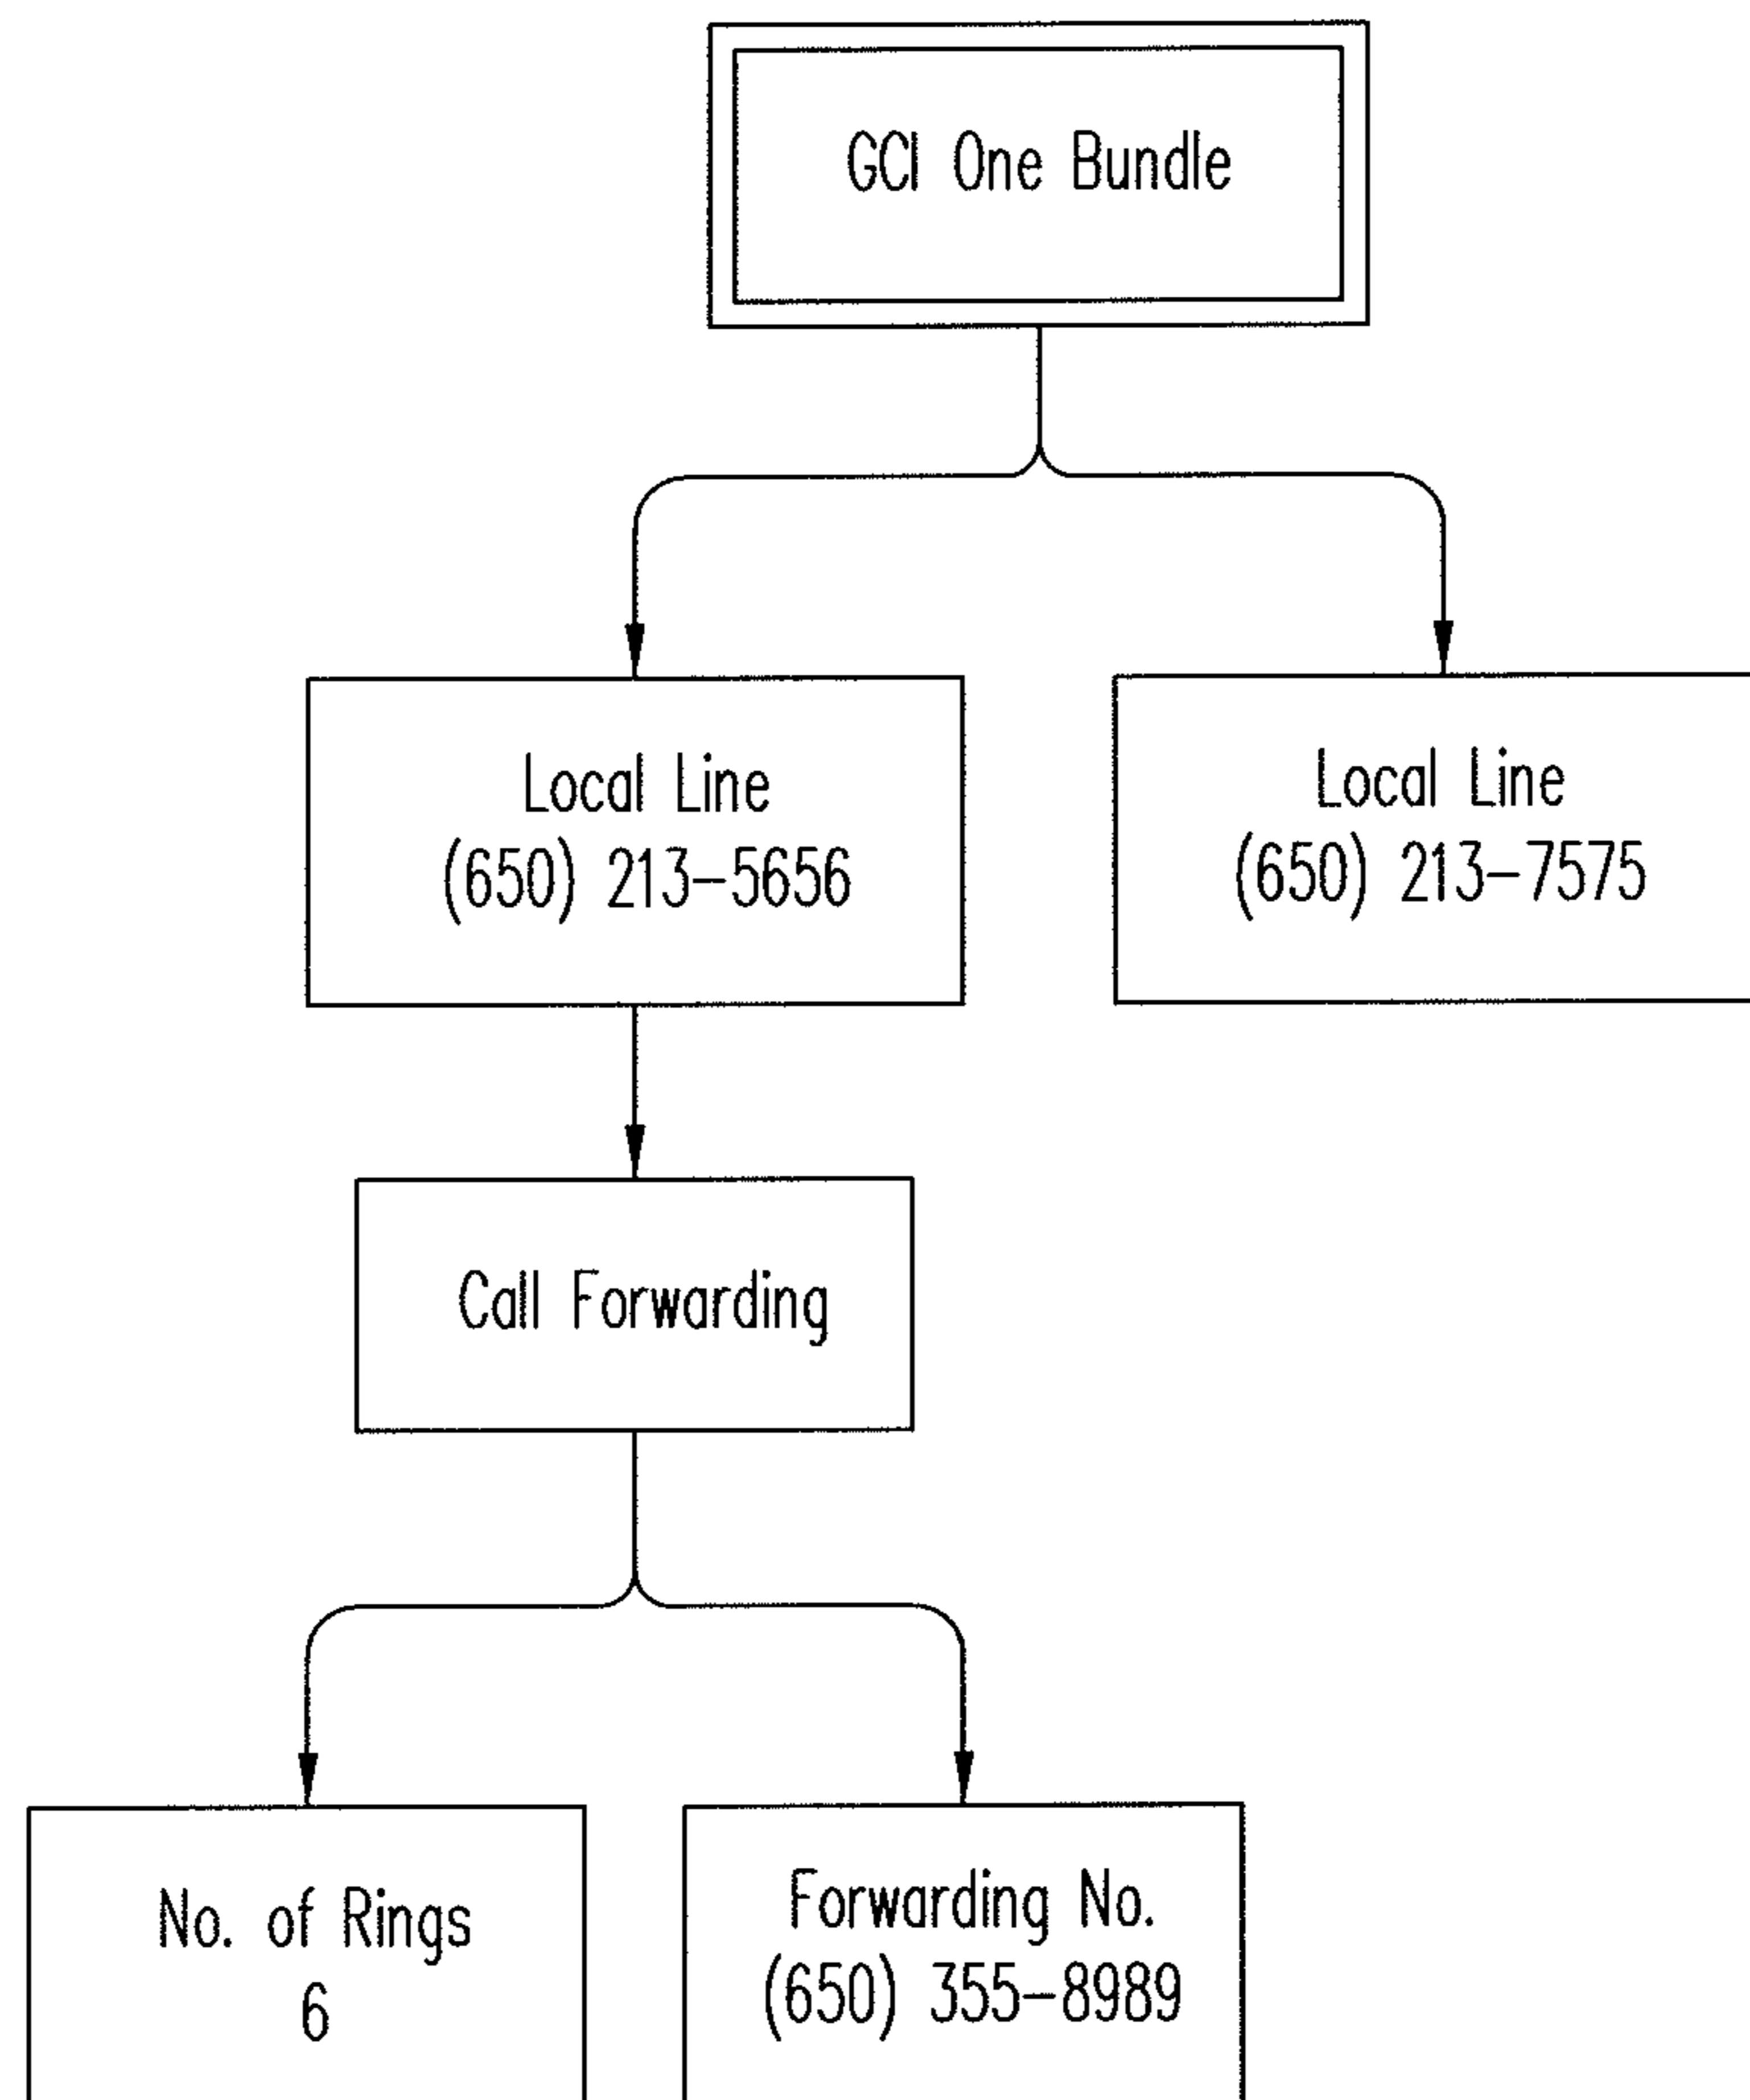 GCI One Bundle
Local Line
(650) 213-5656
Local Line
(650) 213-7575
Call Forwarding
No. of Rings
6
Forwarding No.
(650) 355-8989